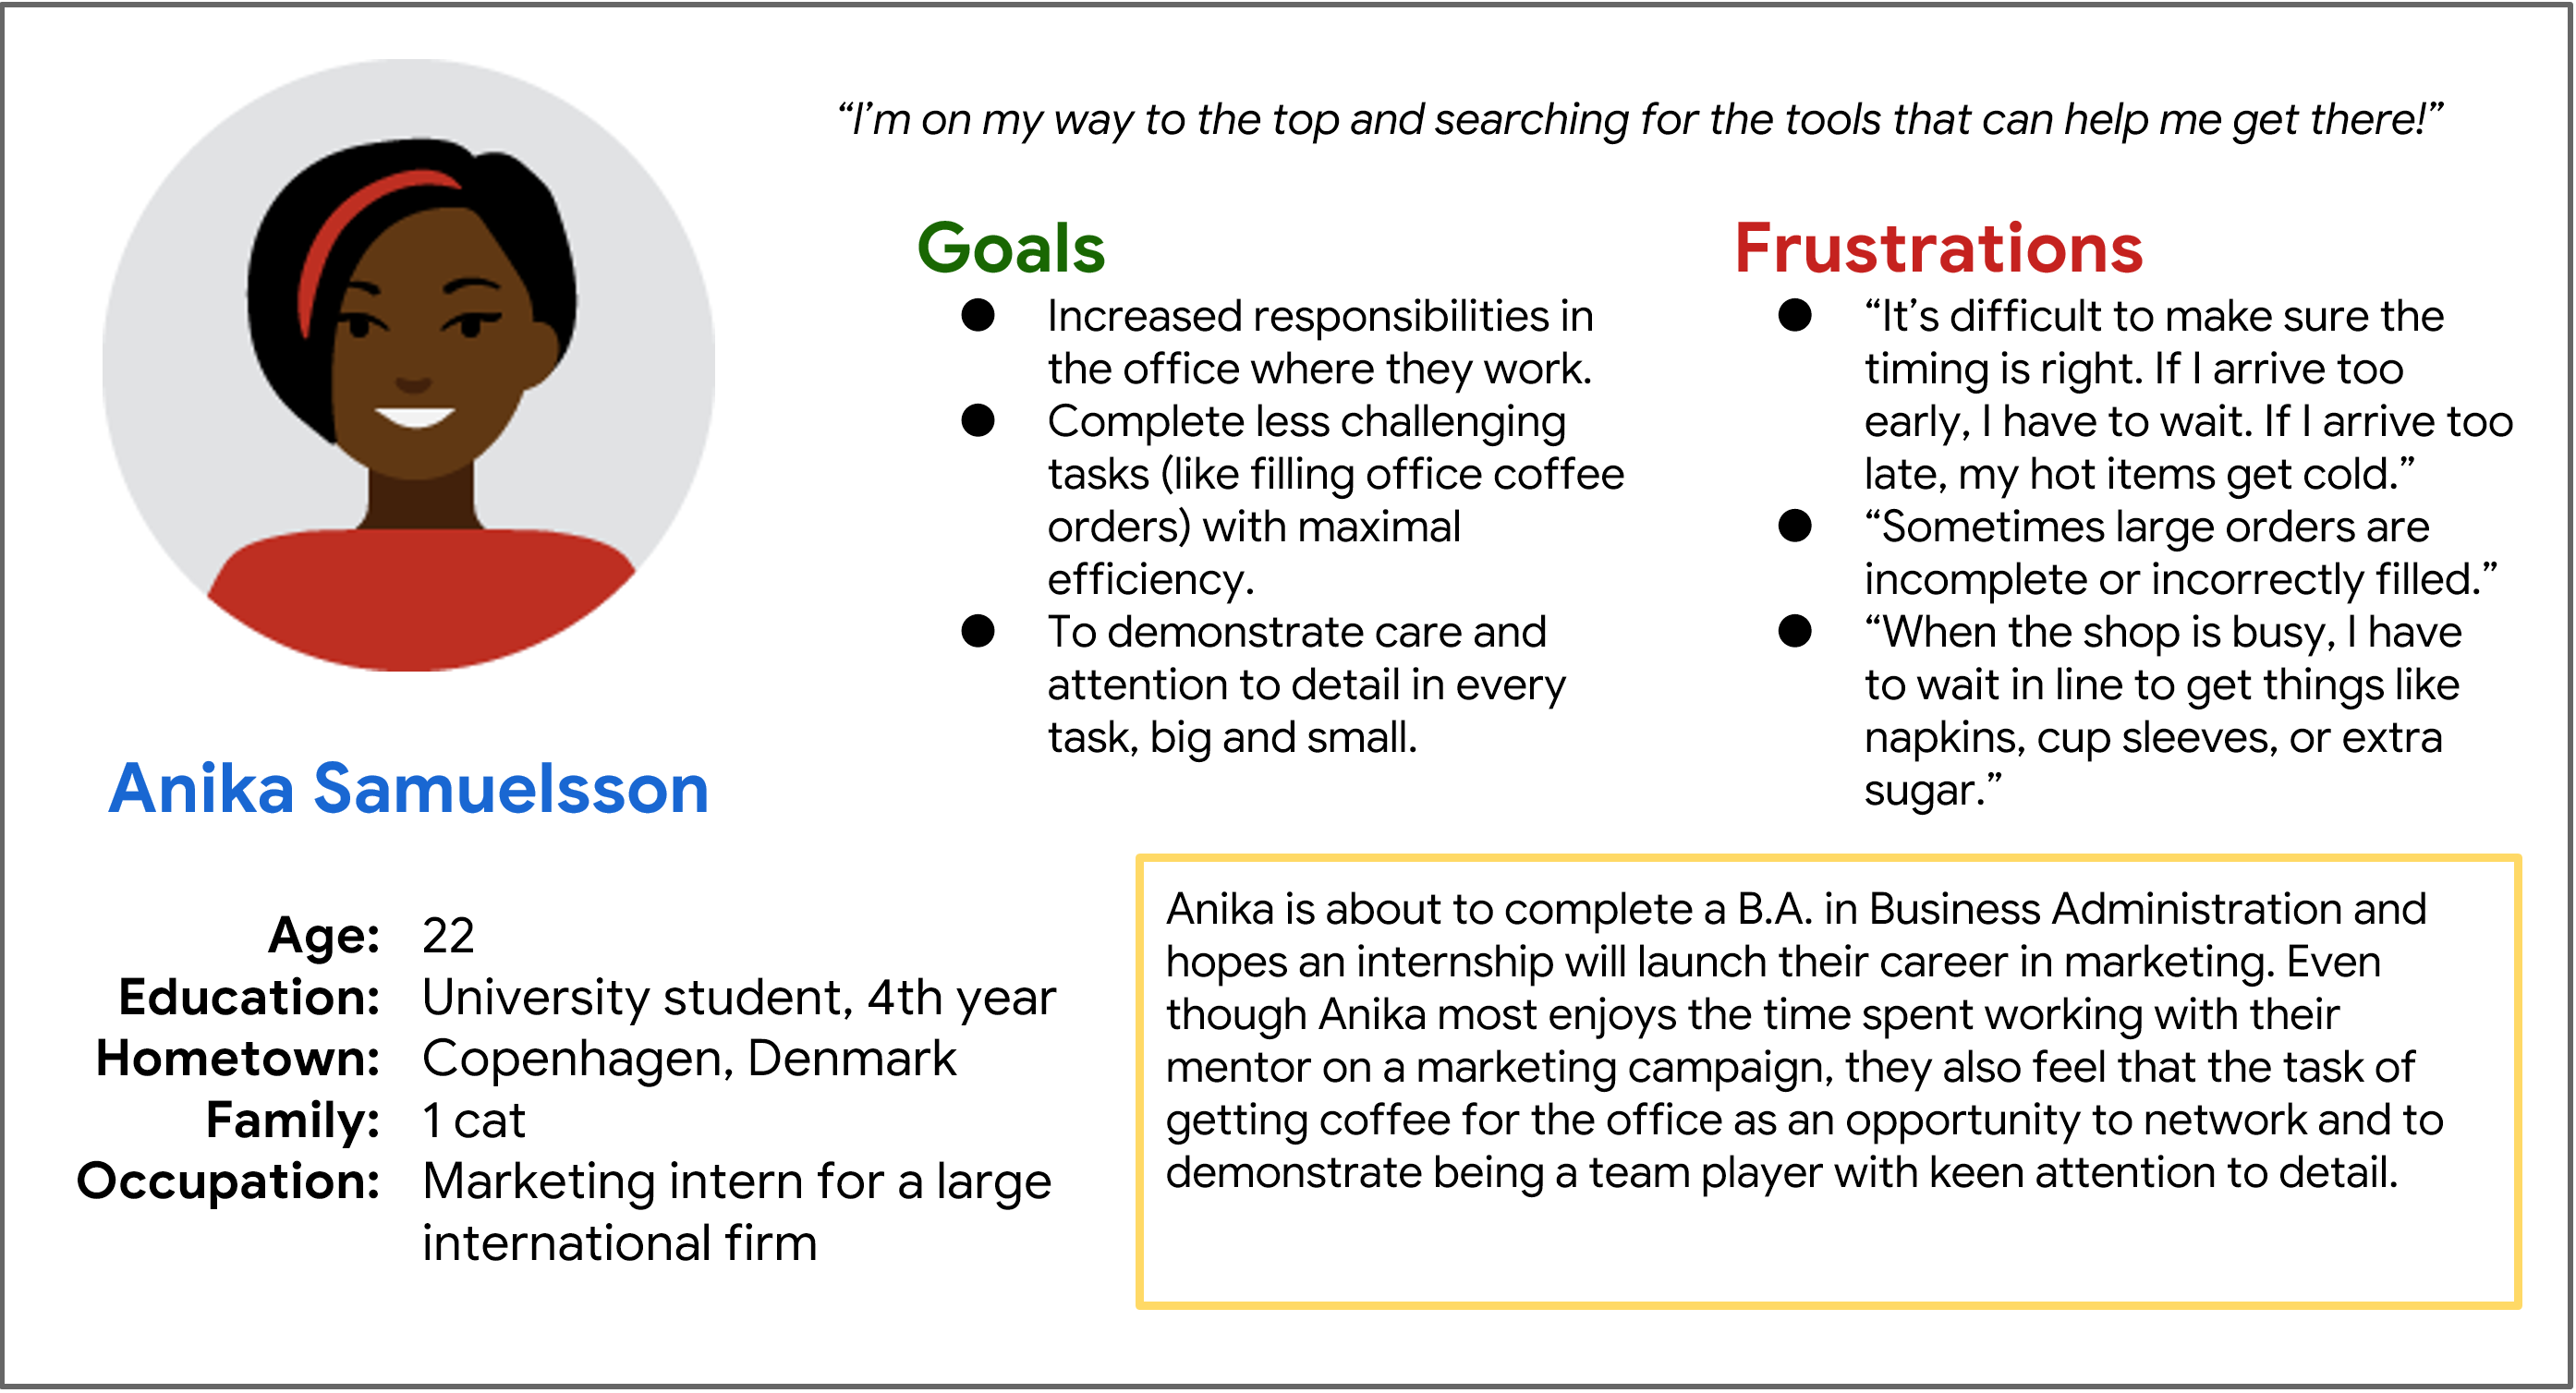 “I’m on my way to the top and searching for the tools that can help me get there!”
Goals
● Increased responsibilities in
the office where they work.
● Complete less challenging
tasks (like filling office coffee
orders) with maximal
efficiency.
● To demonstrate care and
attention to detail in every
task, big and small.
Frustrations
● “It’s difficult to make sure the
timing is right. If I arrive too
early, I have to wait. If I arrive too
late, my hot items get cold.”
● “Sometimes large orders are
incomplete or incorrectly filled.”
● “When the shop is busy, I have
to wait in line to get things like
napkins, cup sleeves, or extra
sugar.”
Anika Samuelsson
Age: 22
Education: University student, 4th year
Hometown: Copenhagen, Denmark
Family: 1 cat
Occupation: Marketing intern for a large
international firm
Anika is about to complete a B.A. in Business Administration and
hopes an internship will launch their career in marketing. Even
though Anika most enjoys the time spent working with their
mentor on a marketing campaign, they also feel that the task of
getting coffee for the office as an opportunity to network and to
demonstrate being a team player with keen attention to detail.